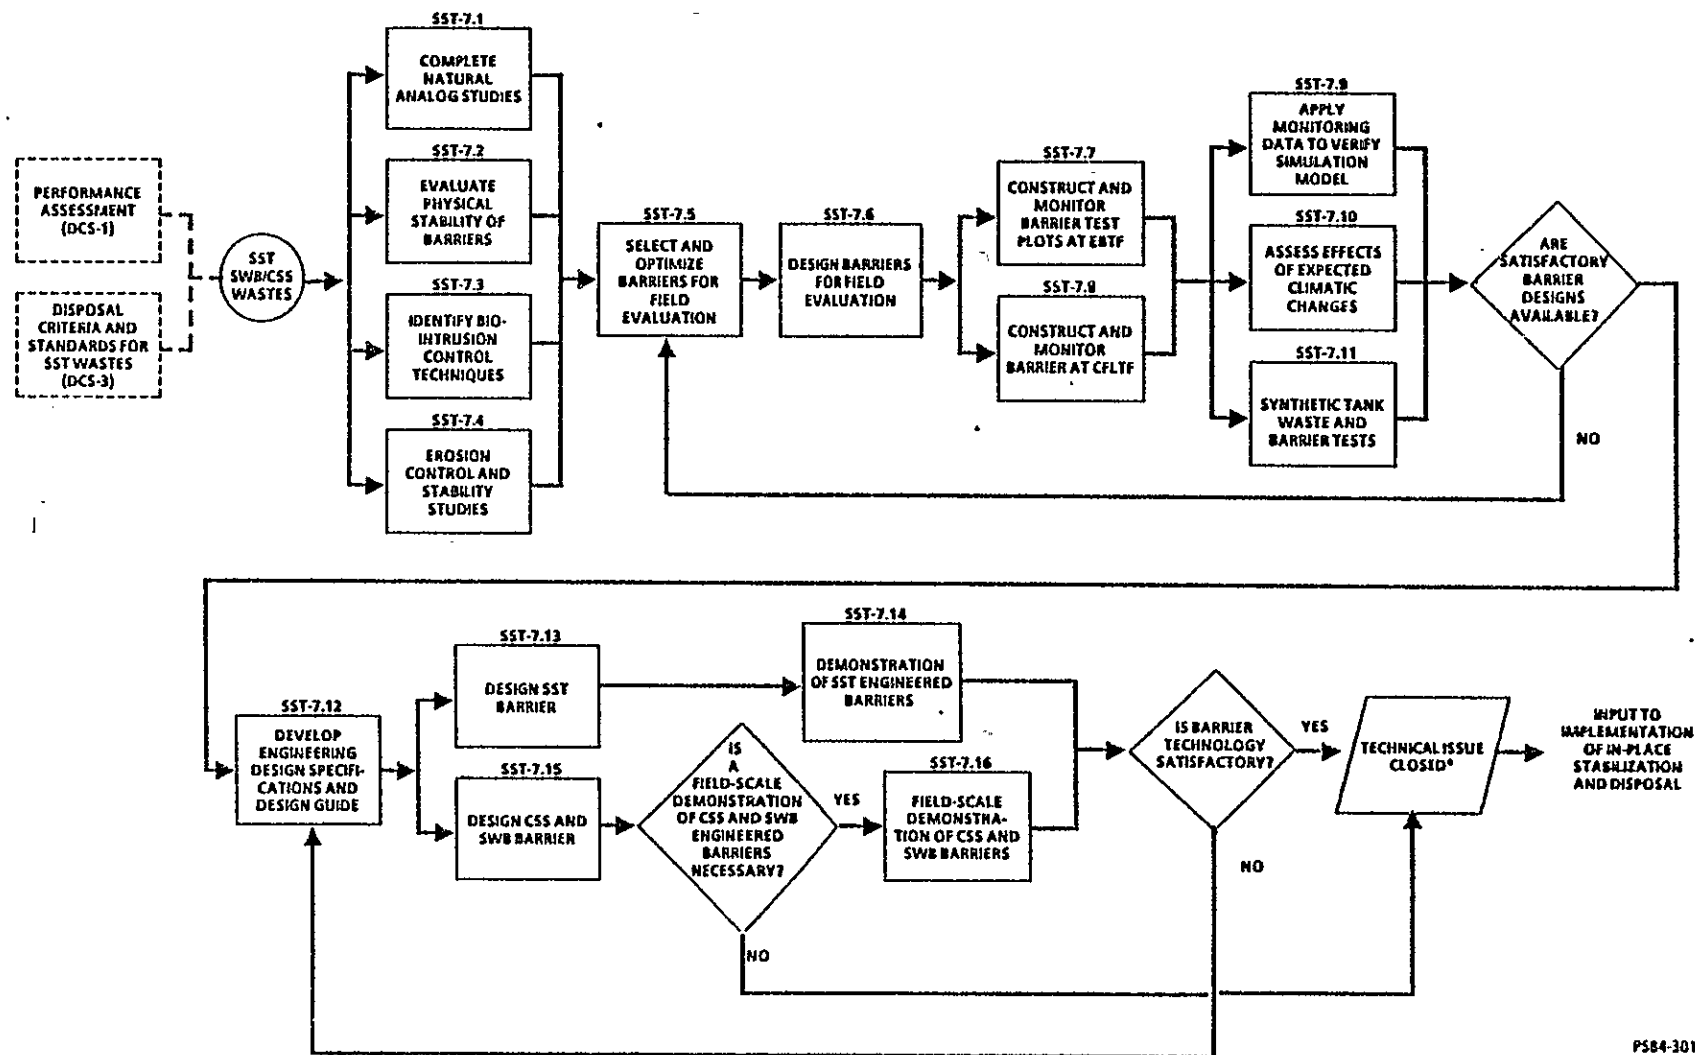 SST-7.1
COMPLETE
NATURAL
ANALOG STUDIES
SST-7.2
EVALUATE
PHYSICAL
STABILITY OF
BARRIERS
SST-7.3
IDENTIFY BIO-
INTRUSION
CONTROL
TECHNIQUES
SST-7.4
EROSION
CONTROL AND
STABILITY
STUDIES
PERFORMANCE
ASSESSMENT
(DCS-1)
DISPOSAL
CRITERIA AND
STANDARDS FOR
SST WASTES
(DCS-3)
SST
SWB/CSS
WASTES
SST-7.5
SELECT AND
OPTIMIZE
BARRIERS FOR
FIELD
EVALUATION
SST-7.6
DESIGN BARRIERS
FOR FIELD
EVALUATION
SST-7.7
CONSTRUCT AND
MONITOR
BARRIER TEST
PLOTS AT EBTF
SST-7.8
CONSTRUCT AND
MONITOR
BARRIER AT CFLTF
SST-7.9
APPLY
MONITORING
DATA TO VERIFY
SIMULATION
MODEL
SST-7.10
ASSESS EFFECTS
OF EXPECTED
CLIMATIC
CHANGES
SST-7.11
SYNTHETIC TANK
WASTE AND
BARRIER TESTS
ARE
SATISFACTORY
BARRIER
DESIGNS
AVAILABLE?
NO
SST-7.12
DEVELOP
ENGINEERING
DESIGN SPECIFI-
CATIONS AND
DESIGN GUIDE
SST-7.13
DESIGN SST
BARRIER
SST-7.14
DEMONSTRATION
OF SST ENGINEERED
BARRIERS
SST-7.15
DESIGN CSS AND
SWB BARRIER
IS
A
FIELD-SCALE
DEMONSTRATION
OF CSS AND SWB
ENGINEERED
BARRIERS
NECESSARY?
YES
NO
SST-7.16
FIELD-SCALE
DEMONSTRA-
TION OF CSS AND
SWB BARRIERS
IS BARRIER
TECHNOLOGY
SATISFACTORY?
YES
NO
TECHNICAL ISSUE
CLOSED*
INPUT TO
IMPLEMENTATION
OF IN-PLACE
STABILIZATION
AND DISPOSAL
PS84-301